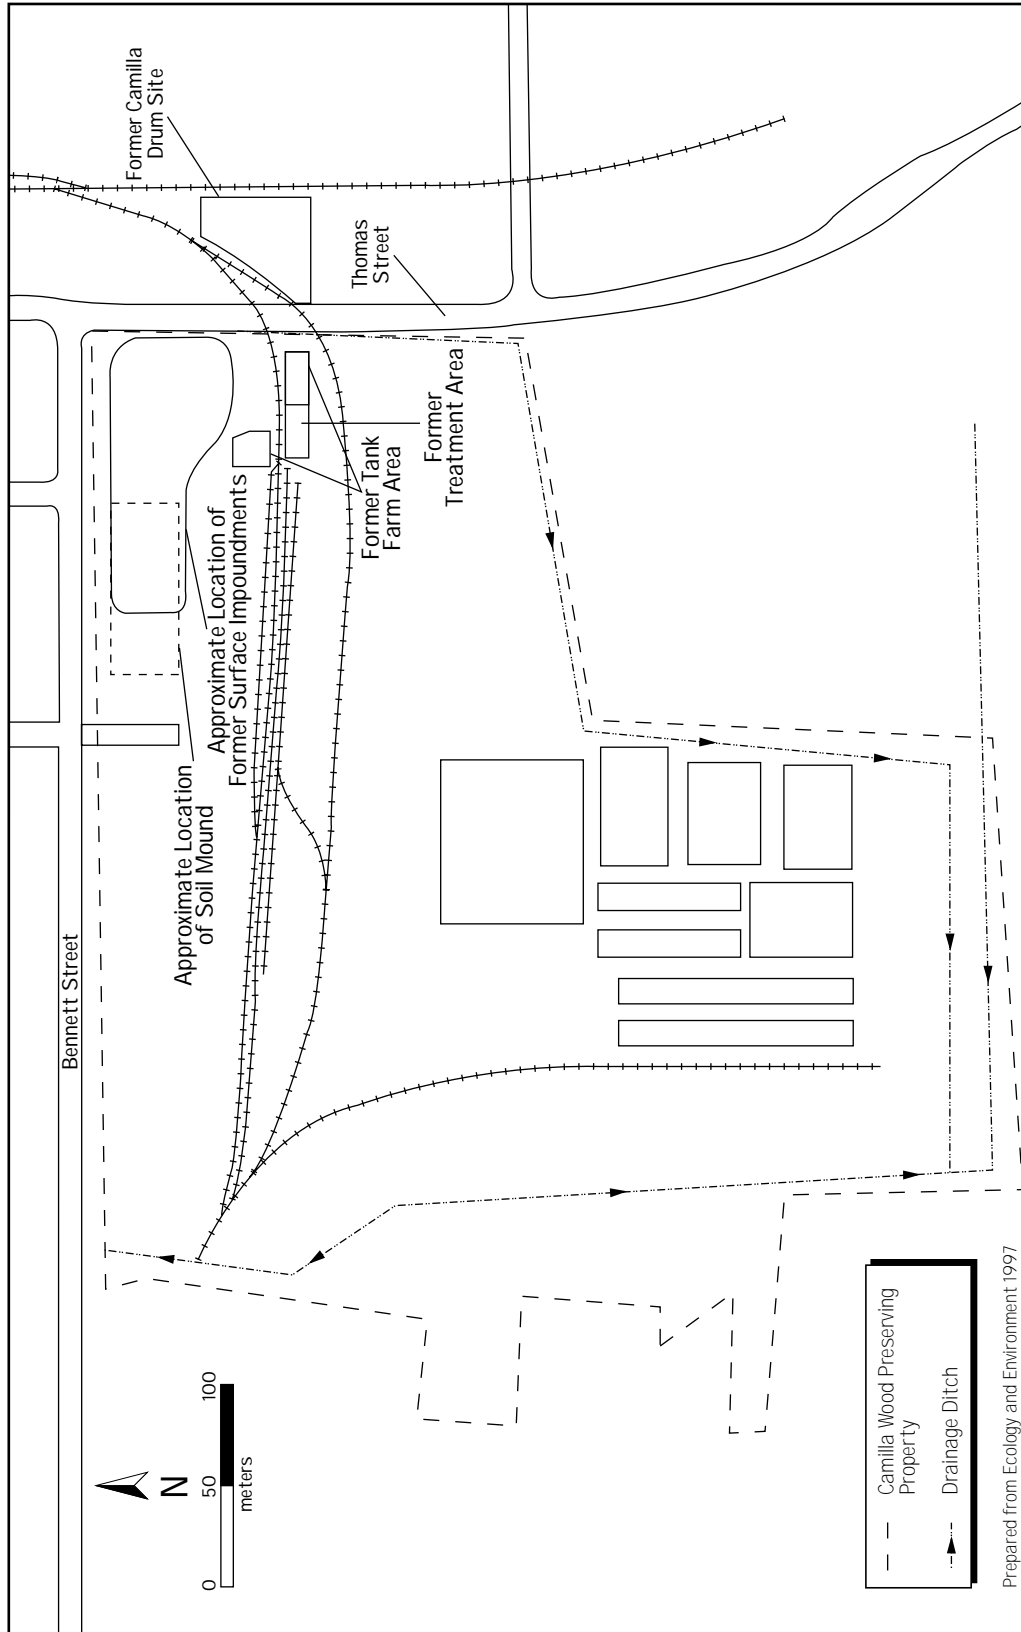 Bennett Street
Former Camilla
Drum Site
Thomas
Street
Approximate Location
of Soil Mound
Approximate Location of
Former Surface Impoundments
Former Tank
Farm Area
Former
Treatment Area
N
0
50
100
meters
Camilla Wood Preserving
Property
Drainage Ditch
Prepared from Ecology and Environment 1997